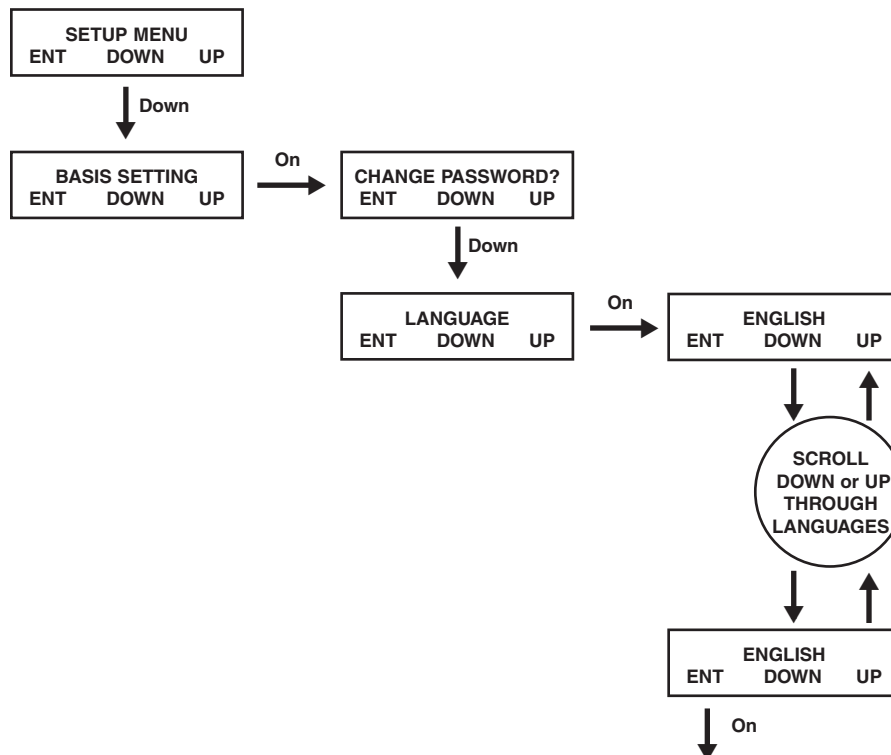 SETUP MENU
ENT DOWN UP
Down
BASIS SETTING
ENT DOWN UP
On
CHANGE PASSWORD?
ENT DOWN UP
Down
LANGUAGE
ENT DOWN UP
On
ENGLISH
ENT DOWN UP
SCROLL
DOWN or UP
THROUGH
LANGUAGES
ENGLISH
ENT DOWN UP
On